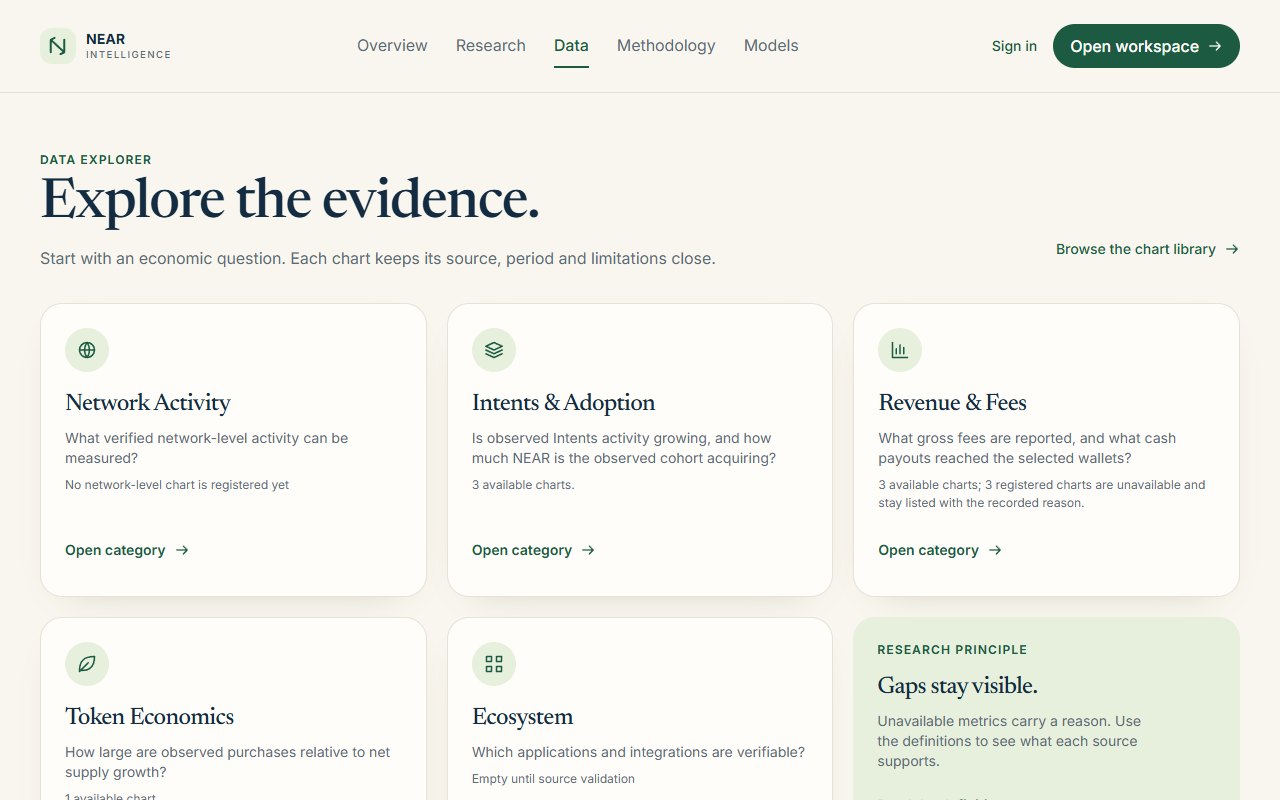 NEAR
INTELLIGENCE
Overview
Research
Data
Methodology
Models
Sign in
Open workspace
DATA EXPLORER
Explore the evidence.
Start with an economic question. Each chart keeps its source, period and limitations close.
Browse the chart library
Network Activity
What verified network-level activity can be
measured?
No network-level chart is registered yet
Open category
Intents & Adoption
Is observed Intents activity growing, and how
much NEAR is the observed cohort acquiring?
3 available charts.
Open category
Revenue & Fees
What gross fees are reported, and what cash
payouts reached the selected wallets?
3 available charts; 3 registered charts are unavailable and
stay listed with the recorded reason.
Open category
Token Economics
How large are observed purchases relative to net
supply growth?
1 available chart
Ecosystem
Which applications and integrations are verifiable?
Empty until source validation
RESEARCH PRINCIPLE
Gaps stay visible.
Unavailable metrics carry a reason. Use
the definitions to see what each source
supports.